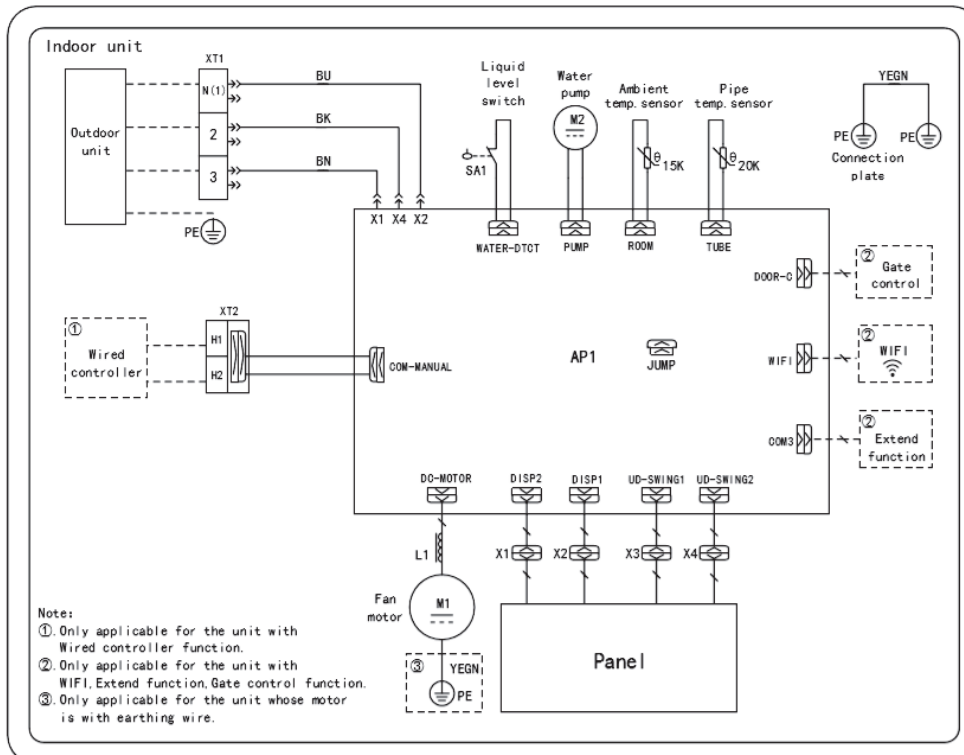 Indoor unit
XT1
Outdoor
unit
N(1)
2
3
PE
BU
BK
BN
X1 X4 X2
Liquid
level
switch
SA1
Water
pump
M2
Ambient
temp. sensor
θ
15K
Pipe
temp. sensor
θ
20K
YEGN
PE
PE
Connection
plate
WATER-DTCT
PUMP
ROOM
TUBE
DOOR-C
②
Gate
control
①
Wired
controller
XT2
H1
H2
COM-MANUAL
AP1
JUMP
WIFI
②
WIFI
COM3
②
Extend
function
DC-MOTOR
DISP2
DISP1
UD-SWING1
UD-SWING2
L1
X1
X2
X3
X4
Fan
motor
M1
③
YEGN
PE
Panel
Note:
①.Only applicable for the unit with
Wired controller function.
②.Only applicable for the unit with
WIFI,Extend function,Gate control function.
③.Only applicable for the unit whose motor
is with earthing wire.